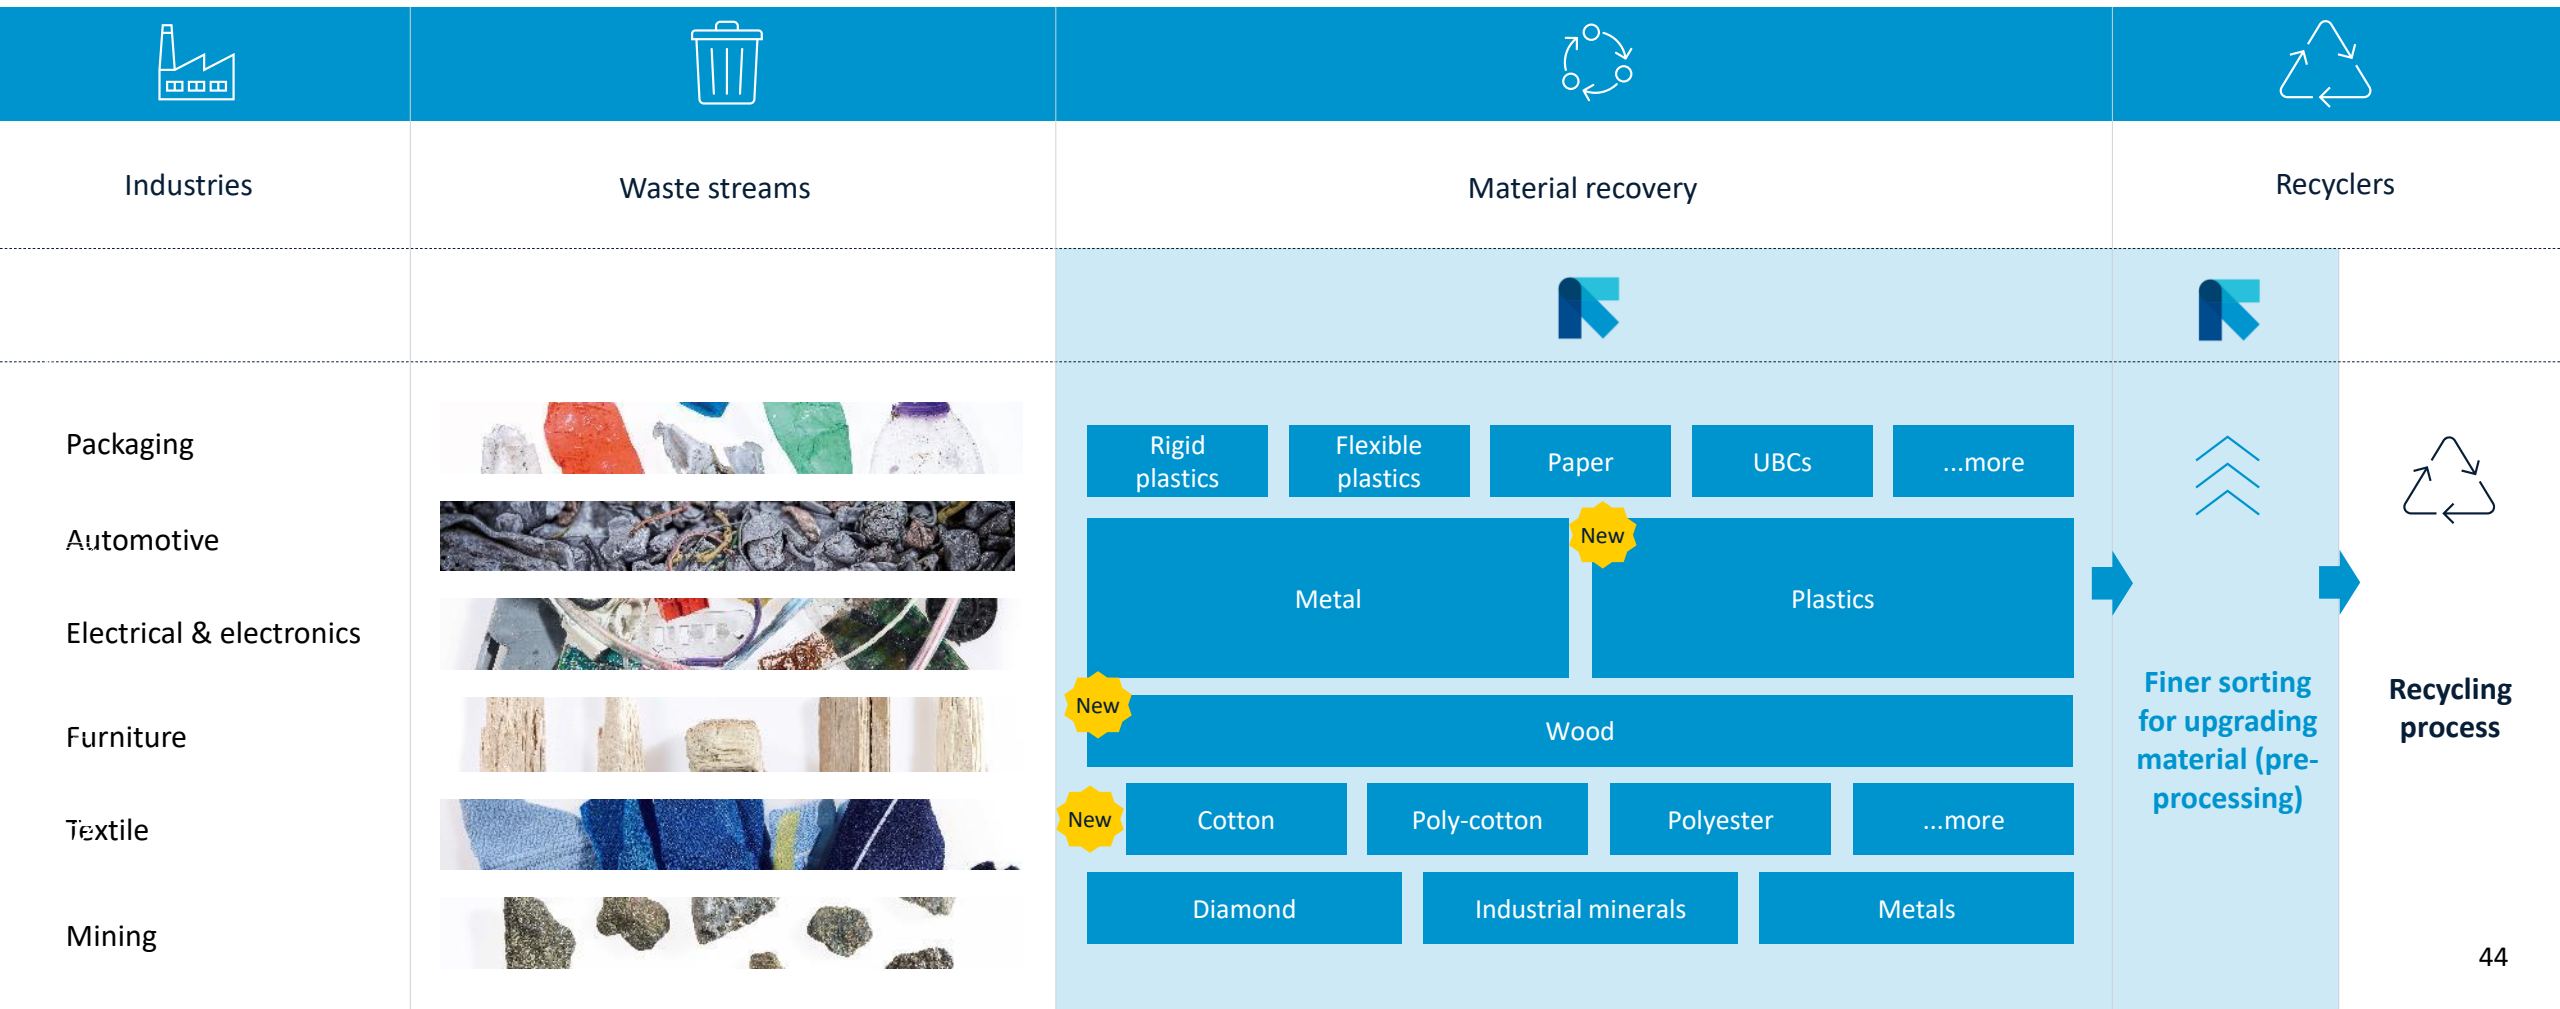 Industries
Waste streams
Material recovery
Recyclers
Packaging
Rigid
plastics
Flexible
plastics
Paper
UBCs
...more
Automotive
New
Metal
Plastics
Electrical & electronics
New
Furniture
Wood
Textile
New
Cotton
Poly-cotton
Polyester
...more
Mining
Diamond
Industrial minerals
Metals
Finer sorting
for upgrading
material (pre-
processing)
Recycling
process
44